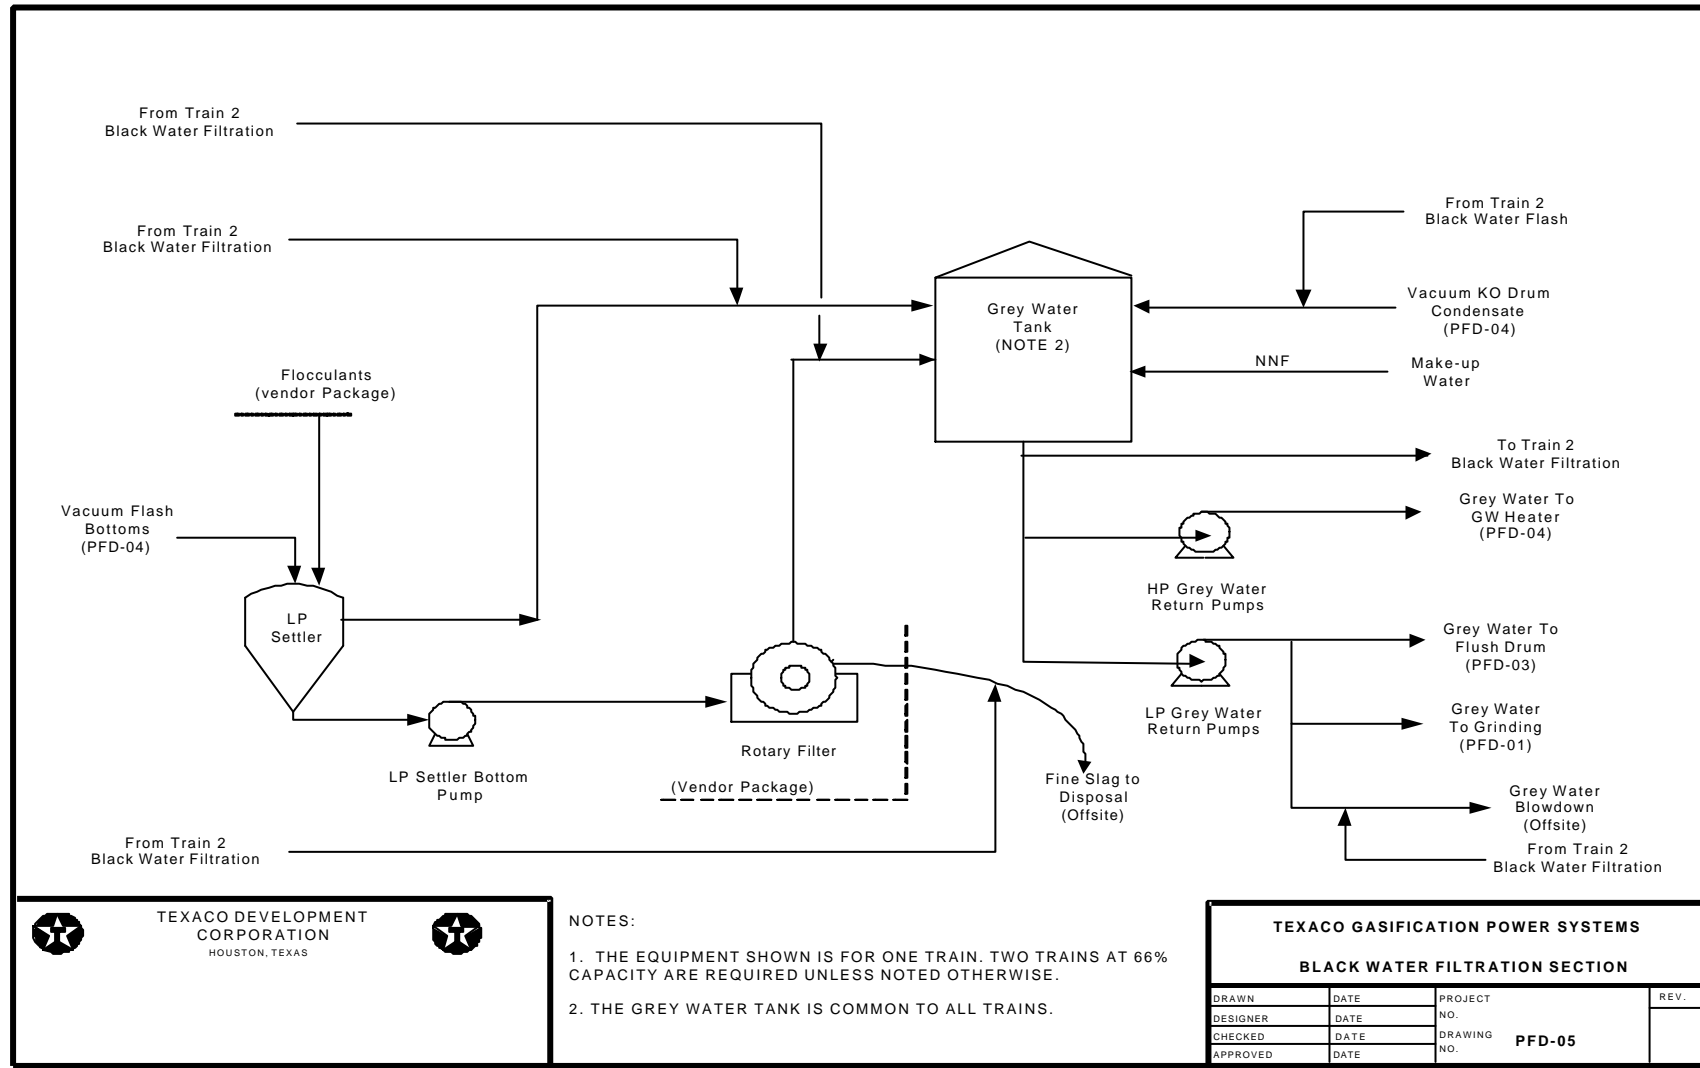 From Train 2
Black Water Filtration
From Train 2
Black Water Filtration
From Train 2
Black Water Flash
Grey Water
Tank
(NOTE 2)
Vacuum KO Drum
Condensate
(PFD-04)
NNF
Make-up
Water
Flocculants
(vendor Package)
To Train 2
Black Water Filtration
Vacuum Flash
Bottoms
(PFD-04)
Grey Water To
GW Heater
(PFD-04)
HP Grey Water
Return Pumps
LP
Settler
Grey Water To
Flush Drum
(PFD-03)
LP Grey Water
Return Pumps
Grey Water
To Grinding
(PFD-01)
Rotary Filter
(Vendor Package)
LP Settler Bottom
Pump
Fine Slag to
Disposal
(Offsite)
Grey Water
Blowdown
(Offsite)
From Train 2
Black Water Filtration
From Train 2
Black Water Filtration
TEXACO DEVELOPMENT
CORPORATION
HOUSTON, TEXAS
NOTES:
1. THE EQUIPMENT SHOWN IS FOR ONE TRAIN. TWO TRAINS AT 66%
CAPACITY ARE REQUIRED UNLESS NOTED OTHERWISE.
2. THE GREY WATER TANK IS COMMON TO ALL TRAINS.
TEXACO GASIFICATION POWER SYSTEMS
BLACK WATER FILTRATION SECTION
DRAWN DATE
DESIGNER DATE
CHECKED DATE
APPROVED DATE
PROJECT
NO.
DRAWING
NO.
PFD-05
REV.